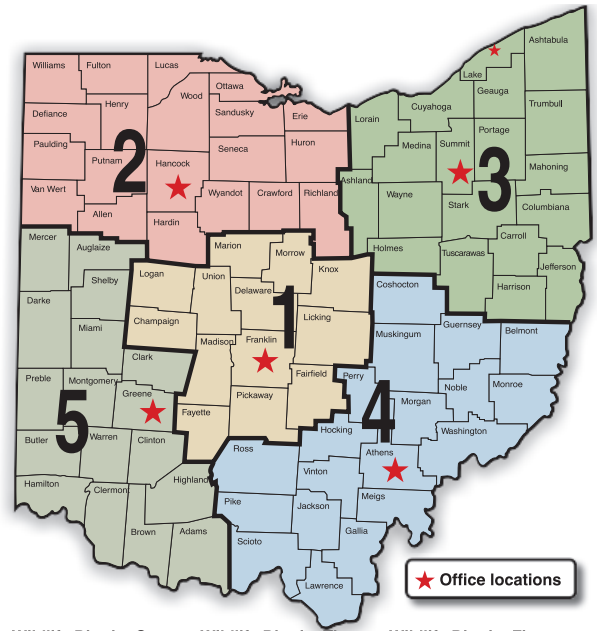 Williams
Fulton
Lucas
Ottawa
Wood
Henry
Defiance
Sandusky
Erie
Paulding
Putnam
Hancock
Seneca
Huron
2
Van Wert
Allen
Hardin
Wyandot
Crawford
Richland
Ashtabula
Lake
Geauga
Cuyahoga
Trumbull
Lorain
Medina
Summit
Portage
3
Mahoning
Ashland
Wayne
Stark
Columbiana
Holmes
Tuscarawas
Carroll
Jefferson
Harrison
Marion
Morrow
Knox
Logan
Union
Delaware
1
Licking
Champaign
Madison
Franklin
Fairfield
Fayette
Pickaway
Mercer
Auglaize
Shelby
Darke
Miami
Clark
Preble
Montgomery
Greene
5
Butler
Warren
Clinton
Hamilton
Clermont
Highland
Brown
Adams
Coshocton
Muskingum
Guernsey
Belmont
Perry
Noble
Monroe
4
Morgan
Washington
Hocking
Athens
Ross
Vinton
Meigs
Pike
Jackson
Gallia
Scioto
Lawrence
Office locations